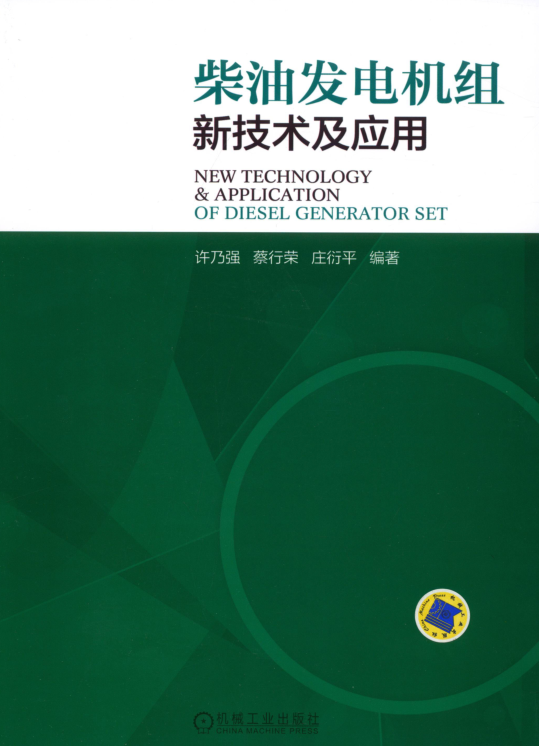 柴油发电机组
新技术及应用
NEW TECHNOLOGY
& APPLICATION
OF DIESEL GENERATOR SET
许乃强 蔡行荣 庄衍平 编著
机械工业出版社
CHINA MACHINE PRESS